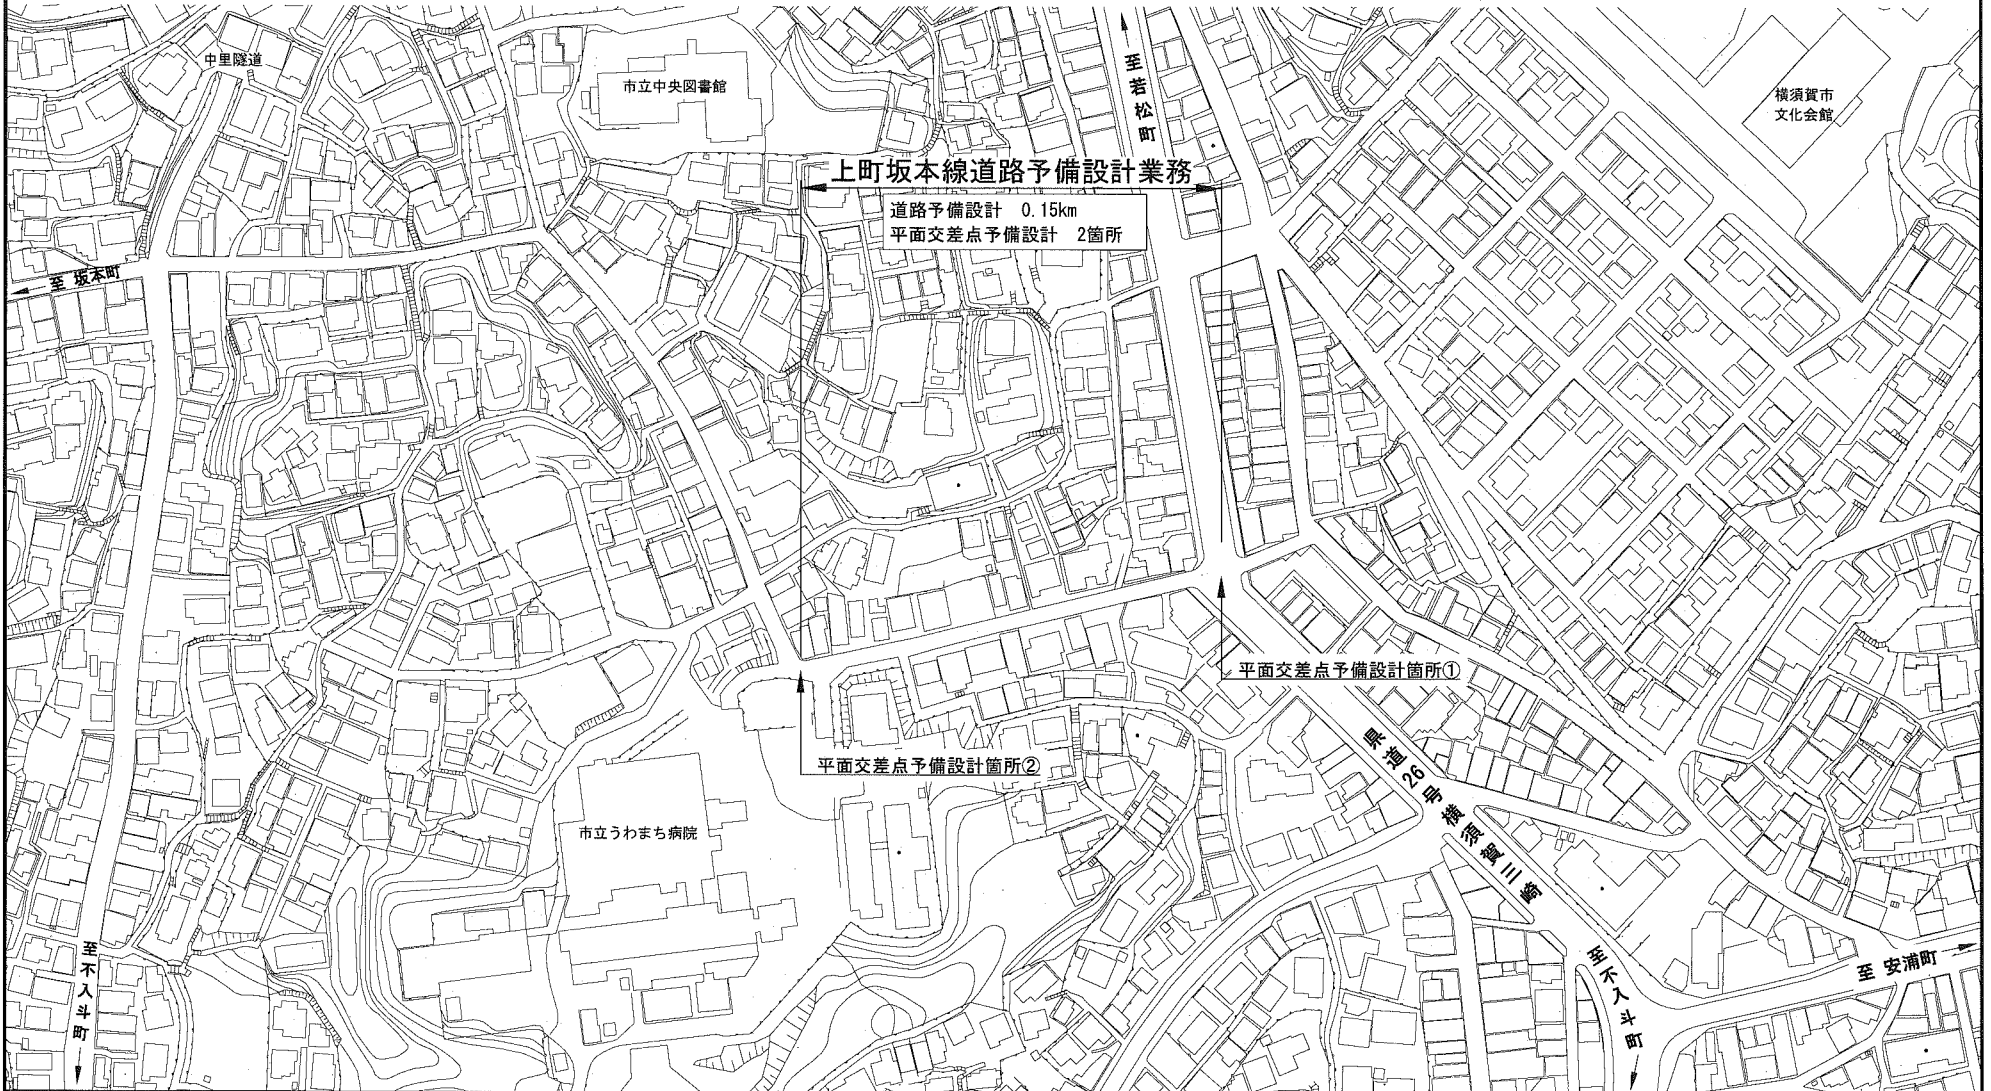 中里隧道
市立中央図書館
至若松町
横須賀市
文化会館
上町坂本線道路予備設計業務
道路予備設計　0.15km
平面交差点予備設計　2箇所
至 坂本町
平面交差点予備設計箇所①
平面交差点予備設計箇所②
県道26号 横須賀三崎
市立うわまち病院
至不入斗町
至不入斗町
至 安浦町